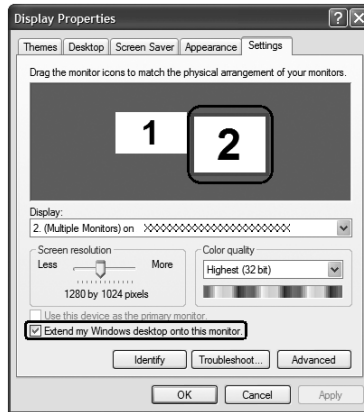 Display Properties
Themes Desktop Screen Saver Appearance Settings
Drag the monitor icons to match the physical arrangement of your monitors.
1 2
Display:
2. (Multiple Monitors) on XXXXXXXXXXXXXXXXXXXXXXX
Screen resolution Color quality
Less More Highest (32 bit)
1280 by 1024 pixels
Use this device as the primary monitor.
Extend my Windows desktop onto this monitor.
Identify Troubleshoot... Advanced
OK Cancel Apply